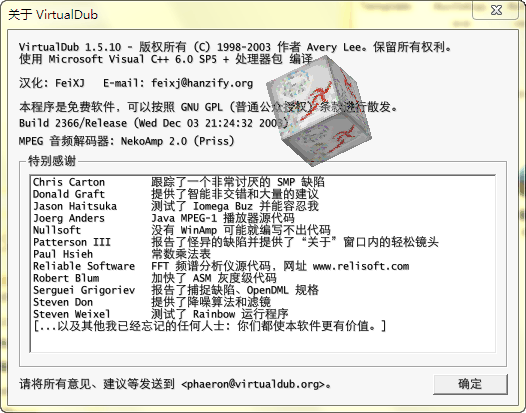 关于 VirtualDub
VirtualDub 1.5.10 - 版权所有 (C) 1998-2003 作者 Avery Lee。保留所有权利。
使用 Microsoft Visual C++ 6.0 SP5 + 处理器包 编译
汉化: FeiXJ E-mail: feixj@hanzify.org
本程序是免费软件，可以按照 GNU GPL (普通公众授权) 条款进行散发。
Build 2366/Release (Wed Dec 03 21:24:32 2003)
MPEG 音频解码器: NekoAmp 2.0 (Priss)
特别感谢
Chris Carton 跟踪了一个非常讨厌的 SMP 缺陷
Donald Graft 提供了智能非交错和大量的建议
Jason Haitsuka 测试了 Iomega Buz 并能容忍我
Joerg Anders Java MPEG-1 播放器源代码
Nullsoft 没有 WinAmp 可能就编写不出代码
Patterson III 报告了怪异的缺陷并提供了“关于”窗口内的轻松镜头
Paul Hsieh 常数乘法表
Reliable Software FFT 频谱分析仪源代码，网址 www.relisoft.com
Robert Blum 加快了 ASM 灰度级代码
Serguei Grigoriev 报告了捕捉缺陷、OpenDML 规格
Steven Don 提供了降噪算法和滤镜
Steven Weixel 测试了 Rainbow 运行程序
[...以及其他我已经忘记的任何人士: 你们都使本软件更有价值。]
请将所有意见、建议等发送到 <phaeron@virtualdub.org>。
确定